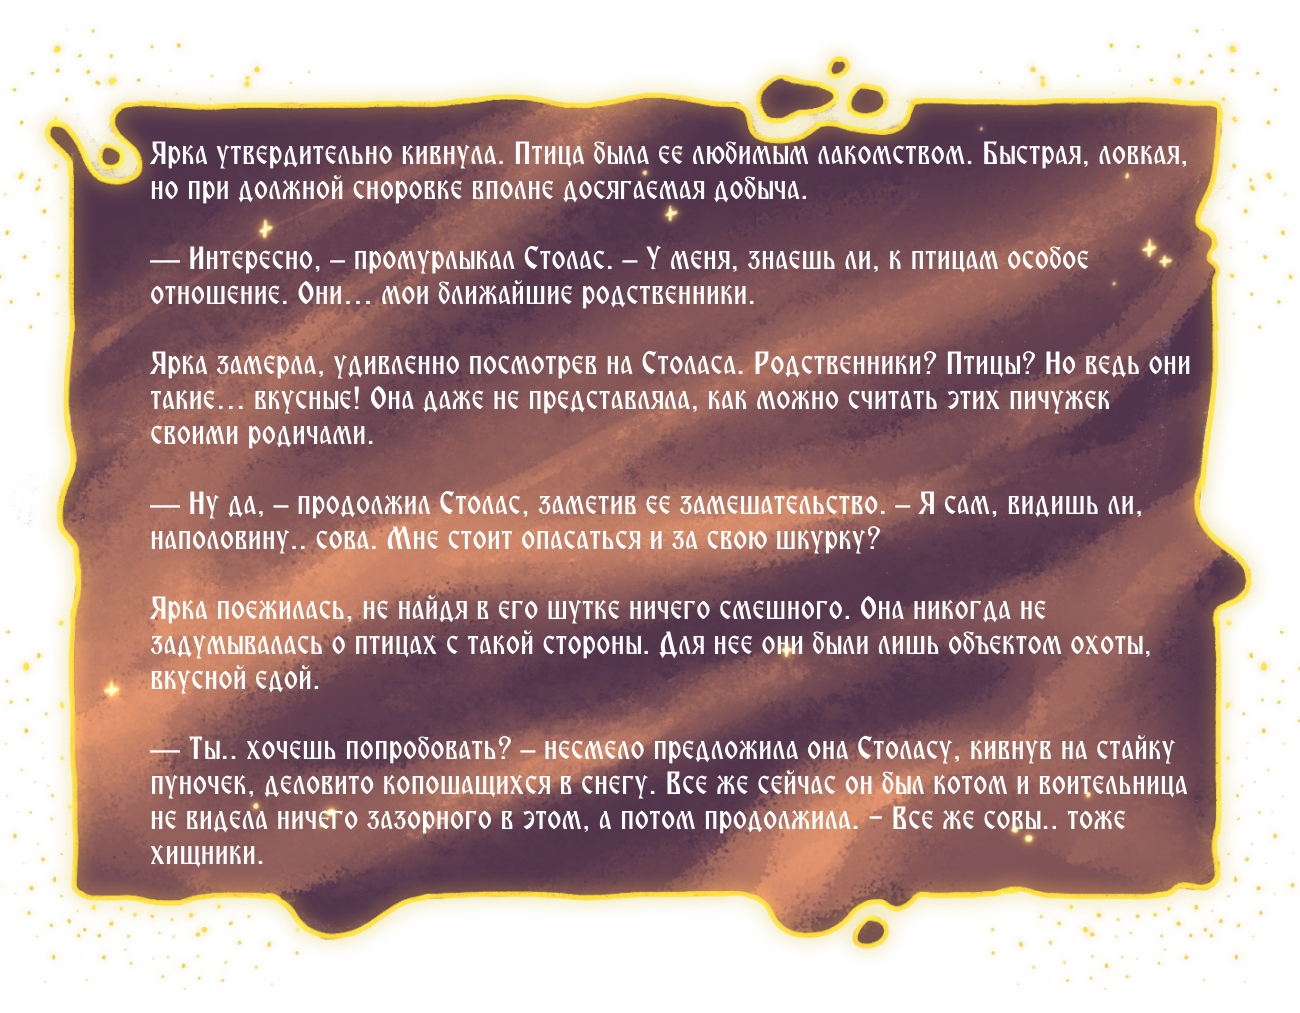 Ярка утвердительно кивнула. Птица была ее любимым лакомством. Быстрая, ловкая,
но при должной сноровке вполне досягаемая добыча.
— Интересно, – промурлыкал Столас. – У меня, знаешь ли, к птицам особое
отношение. Они... мои ближайшие родственники.
Ярка замерла, удивленно посмотрев на Столаса. Родственники? Птицы? Но ведь они
такие... вкусные! Она даже не представляла, как можно считать этих пичужек
своими родичами.
— Ну да, – продолжил Столас, заметив ее замешательство. – Я сам, видишь ли,
наполовину.. сова. Мне стоит опасаться и за свою шкурку?
Ярка поежилась, не найдя в его шутке ничего смешного. Она никогда не
задумывалась о птицах с такой стороны. Для нее они были лишь объектом охоты,
вкусной едой.
— Ты.. хочешь попробовать? – несмело предложила она Столасу, кивнув на стайку
пуночек, деловито копошащихся в снегу. Все же сейчас он был котом и воительница
не видела ничего зазорного в этом, а потом продолжила. – Все же совы.. тоже
хищники.